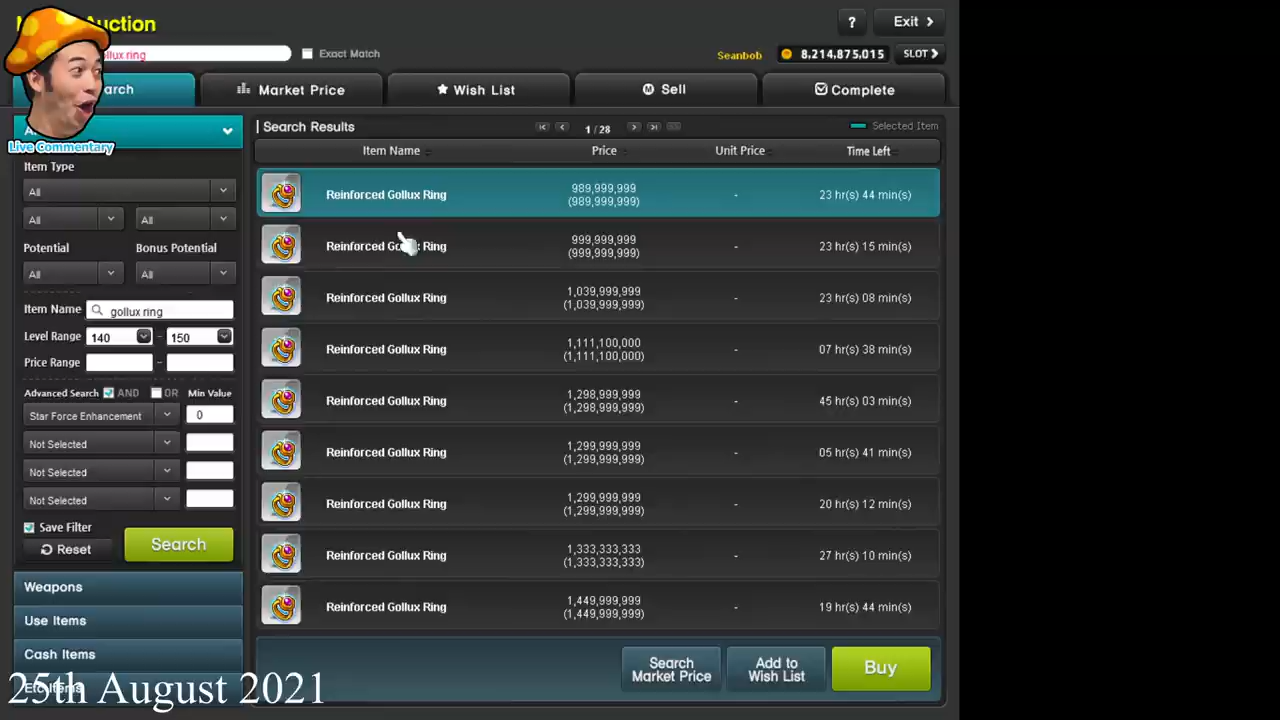 uction
?
Exit >
ollux ring
Exact Match
Seanbob
8,214,875,015
SLOT >
arch
Market Price
Wish List
Sell
Complete
Live Commentary
Search Results
1 / 28
Selected Item
Item Name
Price
Unit Price
Time Left
Item Type
All
All
All
Potential
Bonus Potential
All
All
Item Name
gollux ring
Level Range
140
-
150
Price Range
-
Advanced Search
AND
OR
Min Value
Star Force Enhancement
0
Not Selected
Not Selected
Not Selected
Save Filter
Reset
Search
Weapons
Use Items
Cash Items
Reinforced Gollux Ring
989,999,999
(989,999,999)
-
23 hr(s) 44 min(s)
Reinforced Gollux Ring
999,999,999
(999,999,999)
-
23 hr(s) 15 min(s)
Reinforced Gollux Ring
1,039,999,999
(1,039,999,999)
-
23 hr(s) 08 min(s)
Reinforced Gollux Ring
1,111,100,000
(1,111,100,000)
-
07 hr(s) 38 min(s)
Reinforced Gollux Ring
1,298,999,999
(1,298,999,999)
-
45 hr(s) 03 min(s)
Reinforced Gollux Ring
1,299,999,999
(1,299,999,999)
-
05 hr(s) 41 min(s)
Reinforced Gollux Ring
1,299,999,999
(1,299,999,999)
-
20 hr(s) 12 min(s)
Reinforced Gollux Ring
1,333,333,333
(1,333,333,333)
-
27 hr(s) 10 min(s)
Reinforced Gollux Ring
1,449,999,999
(1,449,999,999)
-
19 hr(s) 44 min(s)
Search
Market Price
Add to
Wish List
Buy
25th August 2021